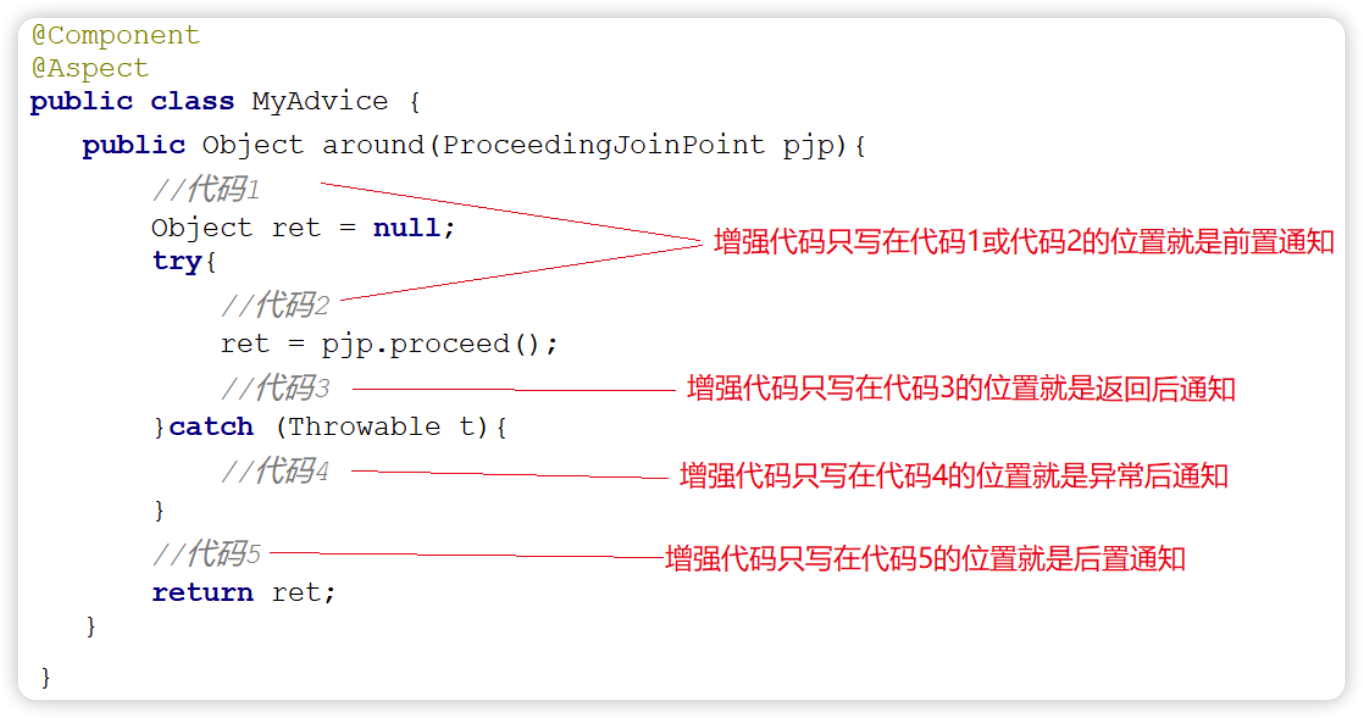 @Component
@Aspect
public class MyAdvice {
public Object around(ProceedingJoinPoint pjp){
//代码1
Object ret = null;
增强代码只写在代码1或代码2的位置就是前置通知
try{
//代码2
ret = pjp.proceed();
//代码3
增强代码只写在代码3的位置就是返回后通知
}catch (Throwable t){
//代码4
增强代码只写在代码4的位置就是异常后通知
}
//代码5
增强代码只写在代码5的位置就是后置通知
return ret;
}
}